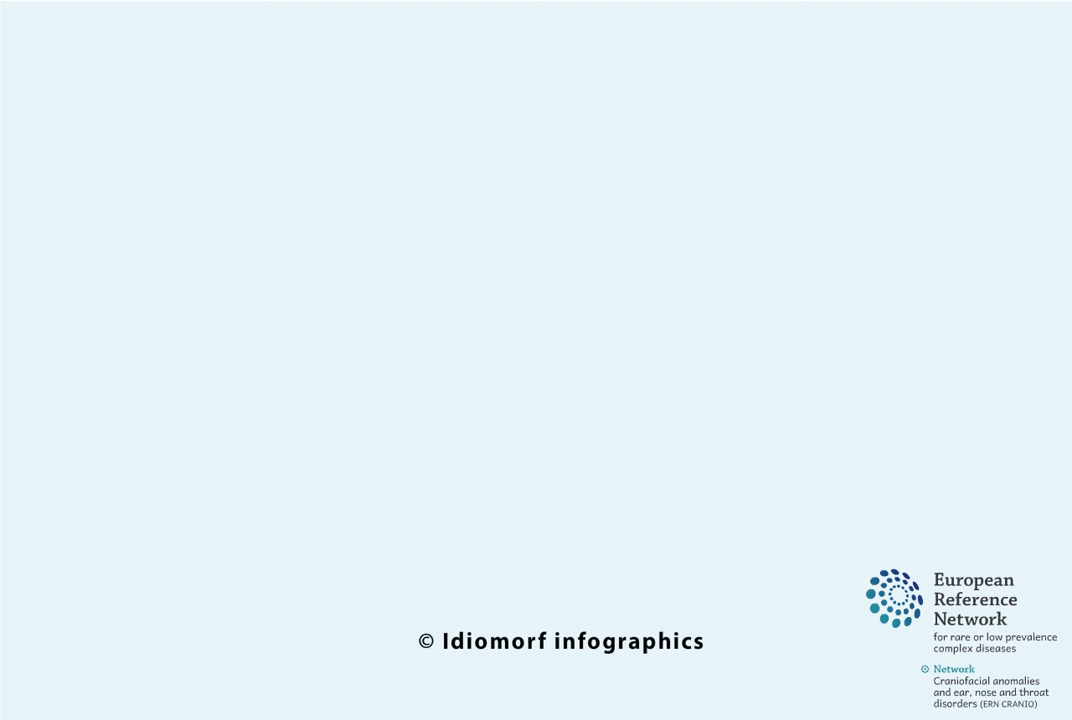 © Idiomorf infographics
European
Reference
Network
for rare or low prevalence
complex diseases
Network
Craniofacial anomalies
and ear, nose and throat
disorders (ERN CRANIO)